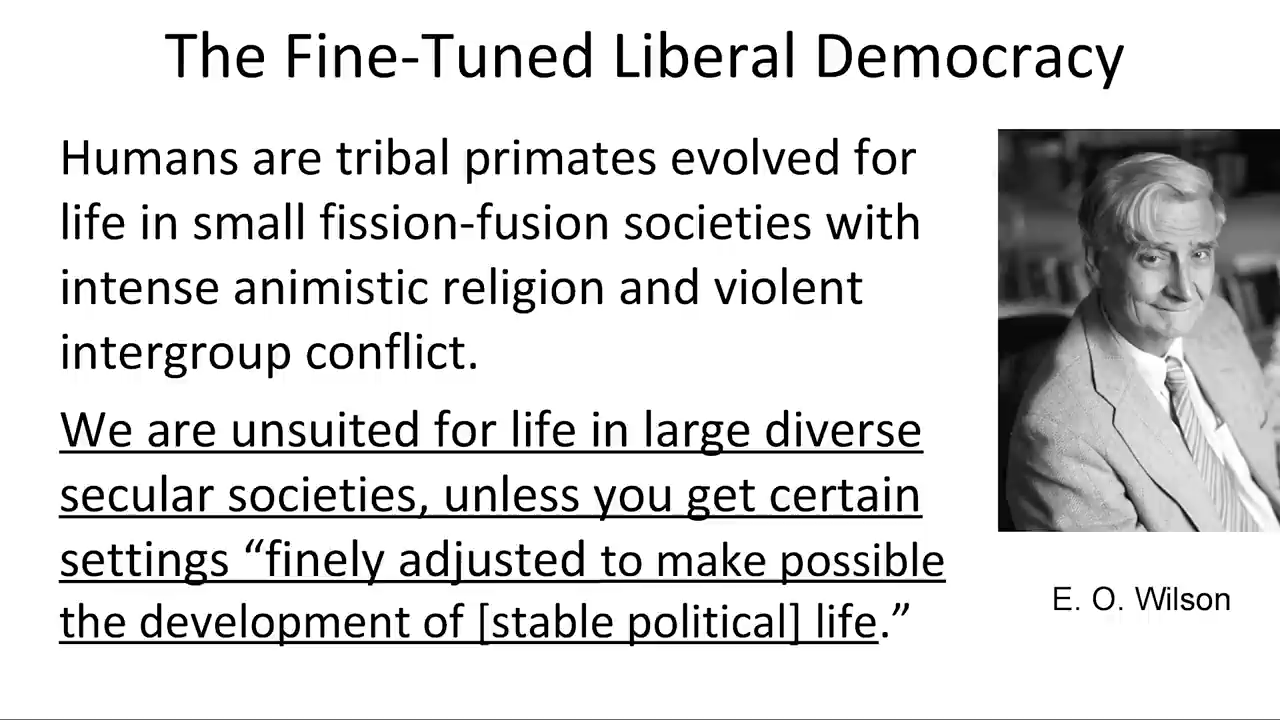 The Fine-Tuned Liberal Democracy
Humans are tribal primates evolved for
life in small fission-fusion societies with
intense animistic religion and violent
intergroup conflict.
We are unsuited for life in large diverse
secular societies, unless you get certain
settings “finely adjusted to make possible
the development of [stable political] life.”
E. O. Wilson